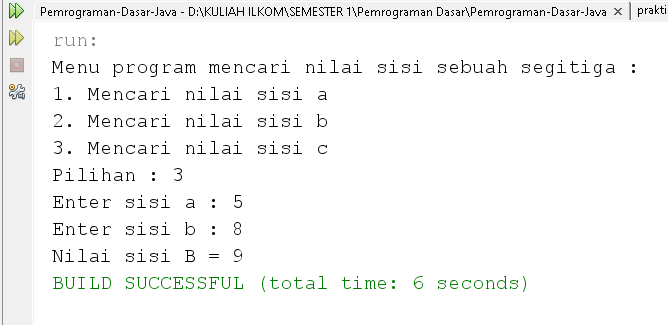 Pemrograman-Dasar-Java - D:\KULIAH ILKOM\SEMESTER 1\Pemrograman Dasar\Pemrograman-Dasar-Java × prakti
run:
Menu program mencari nilai sisi sebuah segitiga :
1. Mencari nilai sisi a
2. Mencari nilai sisi b
3. Mencari nilai sisi c
Pilihan : 3
Enter sisi a : 5
Enter sisi b : 8
Nilai sisi B = 9
BUILD SUCCESSFUL (total time: 6 seconds)